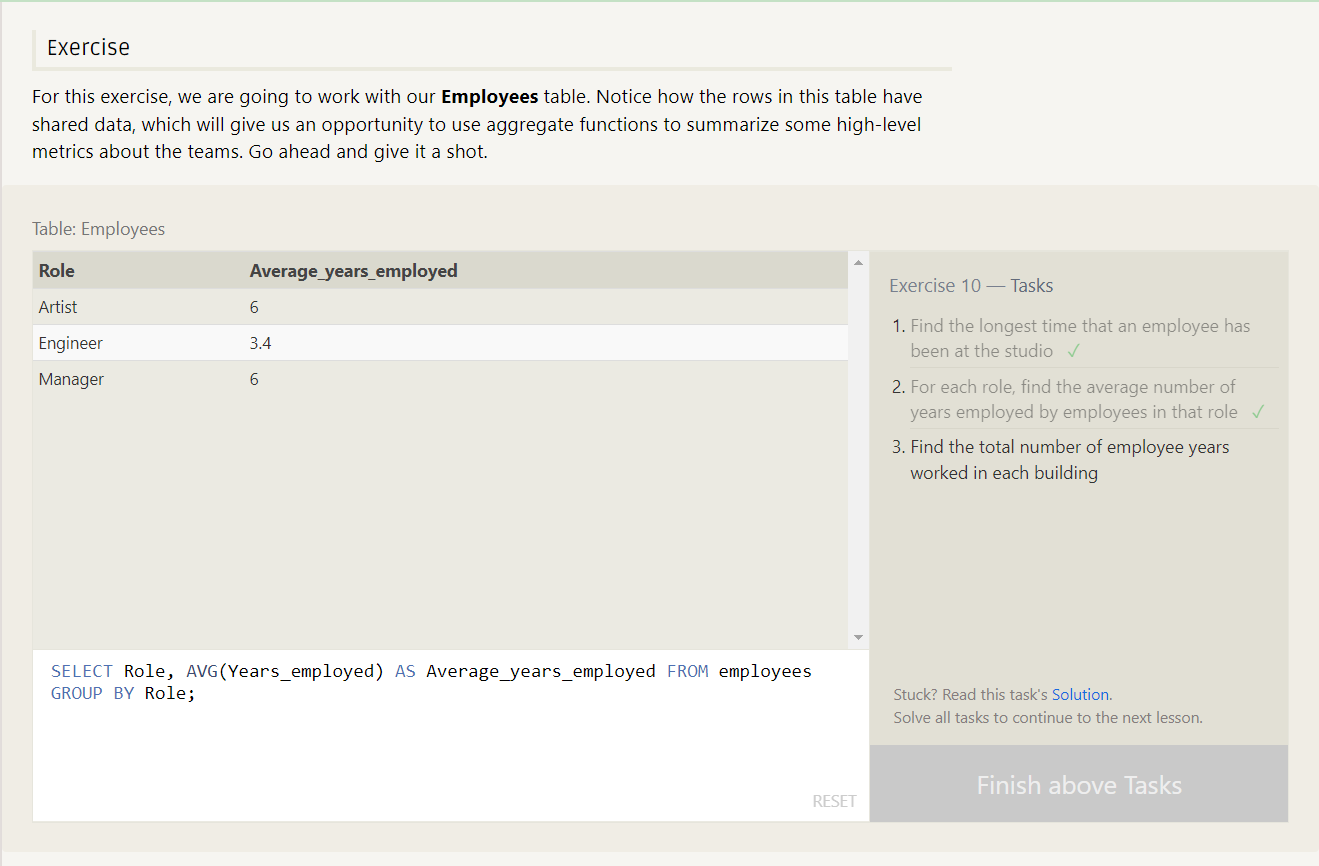 Exercise
For this exercise, we are going to work with our Employees table. Notice how the rows in this table have
shared data, which will give us an opportunity to use aggregate functions to summarize some high-level
metrics about the teams. Go ahead and give it a shot.
Table: Employees
Role Average_years_employed
Artist 6
Engineer 3.4
Manager 6
SELECT Role, AVG(Years_employed) AS Average_years_employed FROM employees
GROUP BY Role;
RESET
Exercise 10 — Tasks
1. Find the longest time that an employee has
been at the studio ✓
2. For each role, find the average number of
years employed by employees in that role ✓
3. Find the total number of employee years
worked in each building
Stuck? Read this task's Solution.
Solve all tasks to continue to the next lesson.
Finish above Tasks